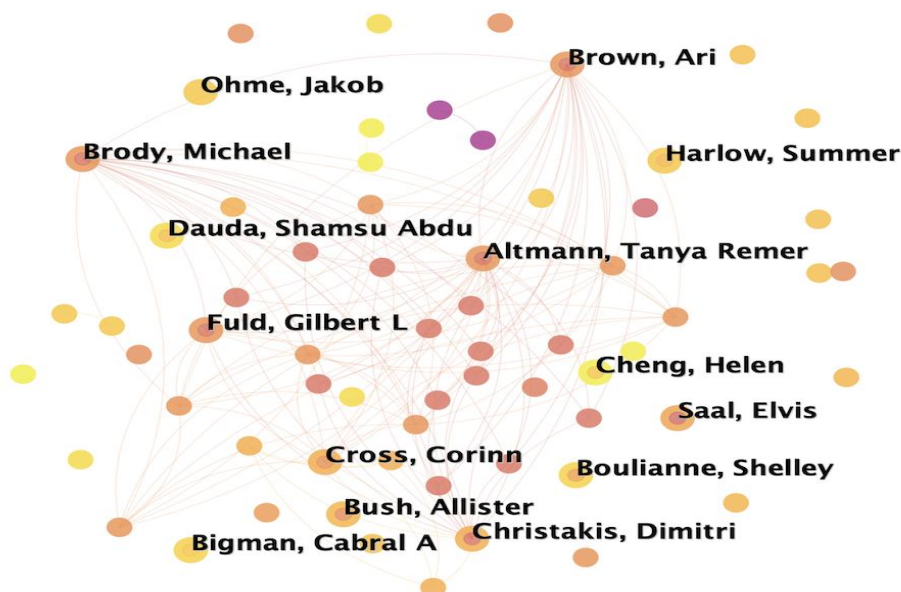 Brown, Ari
Ohme, Jakob
Brody, Michael
Harlow, Summer
Dauda, Shamsu Abdu
Altmann, Tanya Remer
Fuld, Gilbert L
Cheng, Helen
Saal, Elvis
Cross, Corinn
Boulianne, Shelley
Bush, Allister
Christakis, Dimitri
Bigman, Cabral A